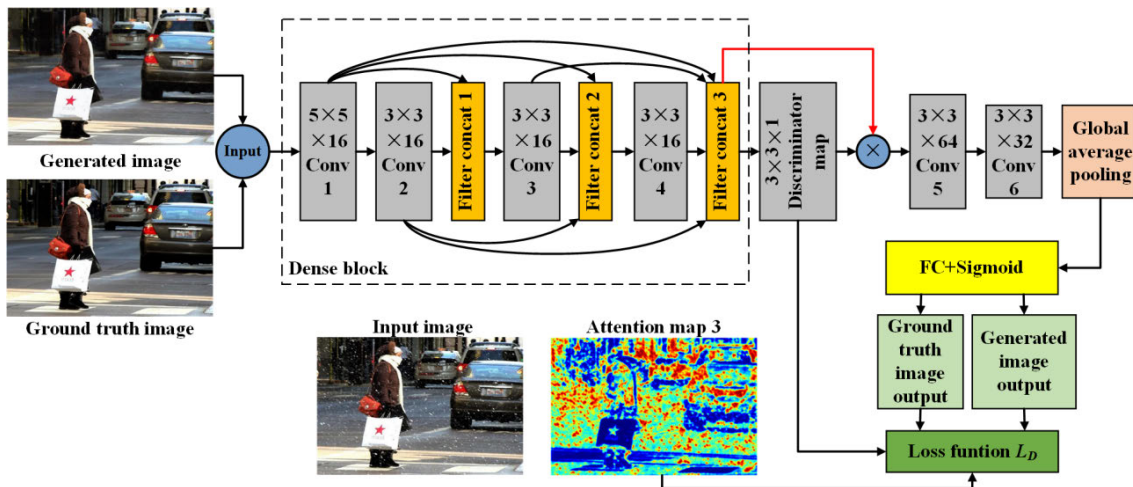 Generated image
Ground truth image
Input
5×5
×16
Conv
1
3×3
×16
Conv
2
Filter concat 1
3×3
×16
Conv
3
Filter concat 2
3×3
×16
Conv
4
Filter concat 3
Dense block
3×3×1
Discriminator
map
×
3×3
×64
Conv
5
3×3
×32
Conv
6
Global
average
pooling
FC+Sigmoid
Ground
truth
image
output
Generated
image
output
Loss funtion L_D
Input image
Attention map 3